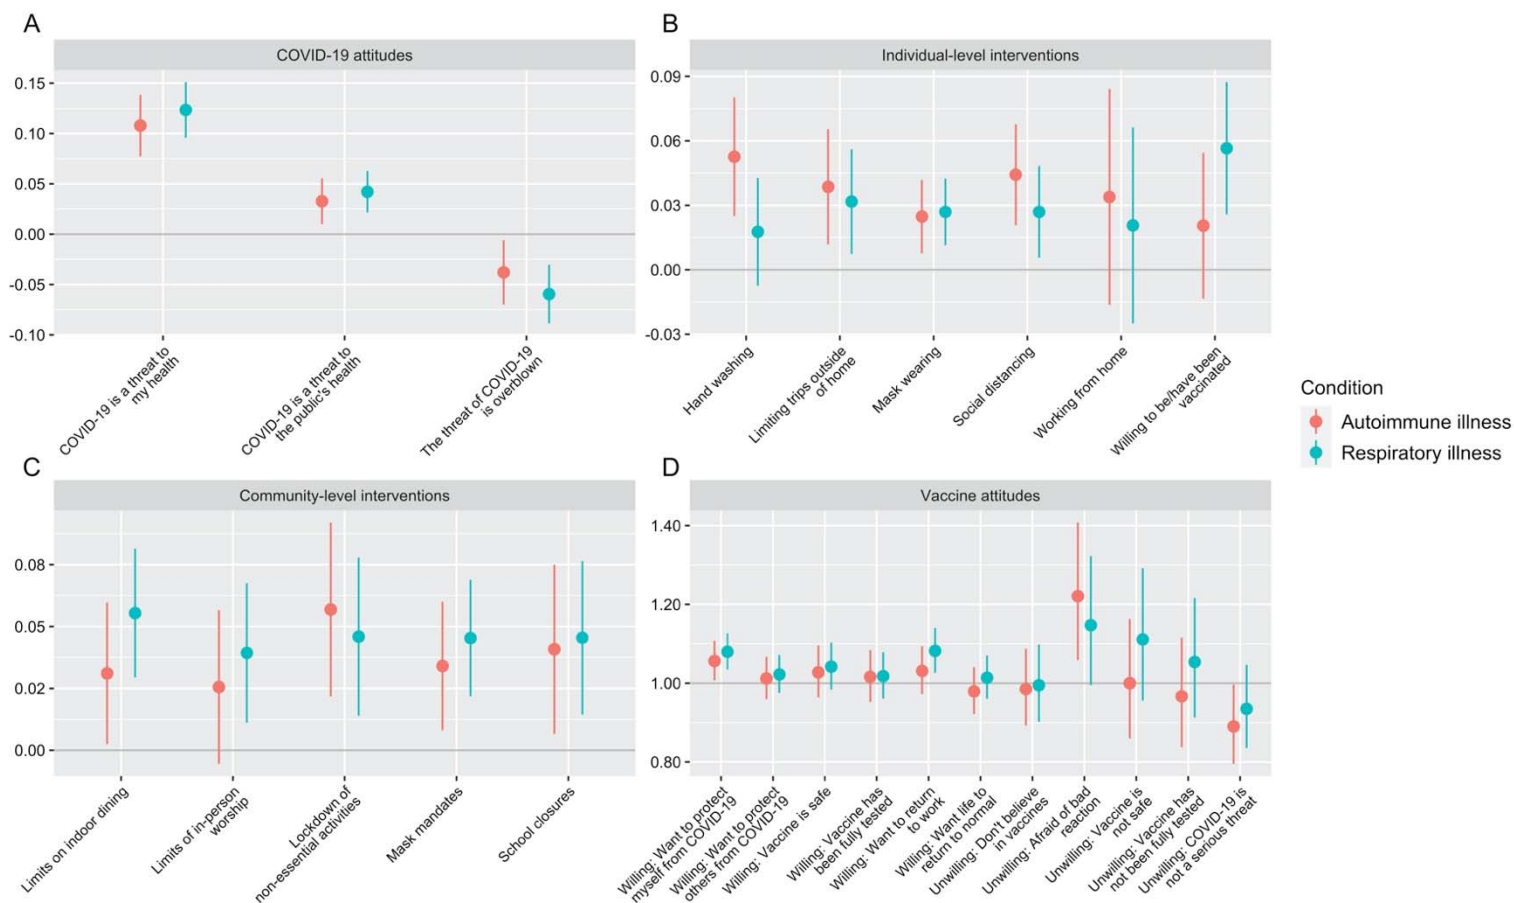 A
COVID-19 attitudes
0.15
0.10
0.05
0.00
-0.05
-0.10
COVID-19 is a threat to
my health
COVID-19 is a threat to
the public's health
The threat of COVID-19
is overblown
B
Individual-level interventions
0.09
0.06
0.03
0.00
-0.03
Hand washing
Limiting trips outside
of home
Mask wearing
Social distancing
Working from home
Willing to be/have been
vaccinated
Condition
Autoimmune illness
Respiratory illness
C
Community-level interventions
0.08
0.05
0.02
0.00
Limits on indoor dining
Limits of in-person
worship
Lockdown of
non-essential activities
Mask mandates
School closures
D
Vaccine attitudes
1.40
1.20
1.00
0.80
Willing: Want to protect
myself from COVID-19
Willing: Want to protect
others from COVID-19
Willing: Vaccine is safe
Willing: Vaccine has
been fully tested
Willing: Want to return
to work
Willing: Want life to
return to normal
Unwilling: Don't believe
in vaccines
Unwilling: Afraid of bad
reaction
Unwilling: Vaccine is
not safe
Unwilling: Vaccine has
not been fully tested
Unwilling: COVID-19 is
not a serious threat